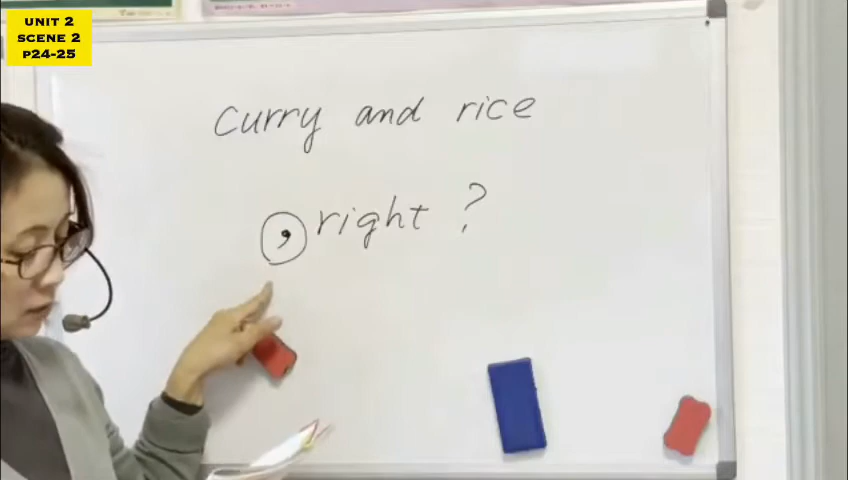 UNIT 2
SCENE 2
P24-25
curry and rice
, right ?